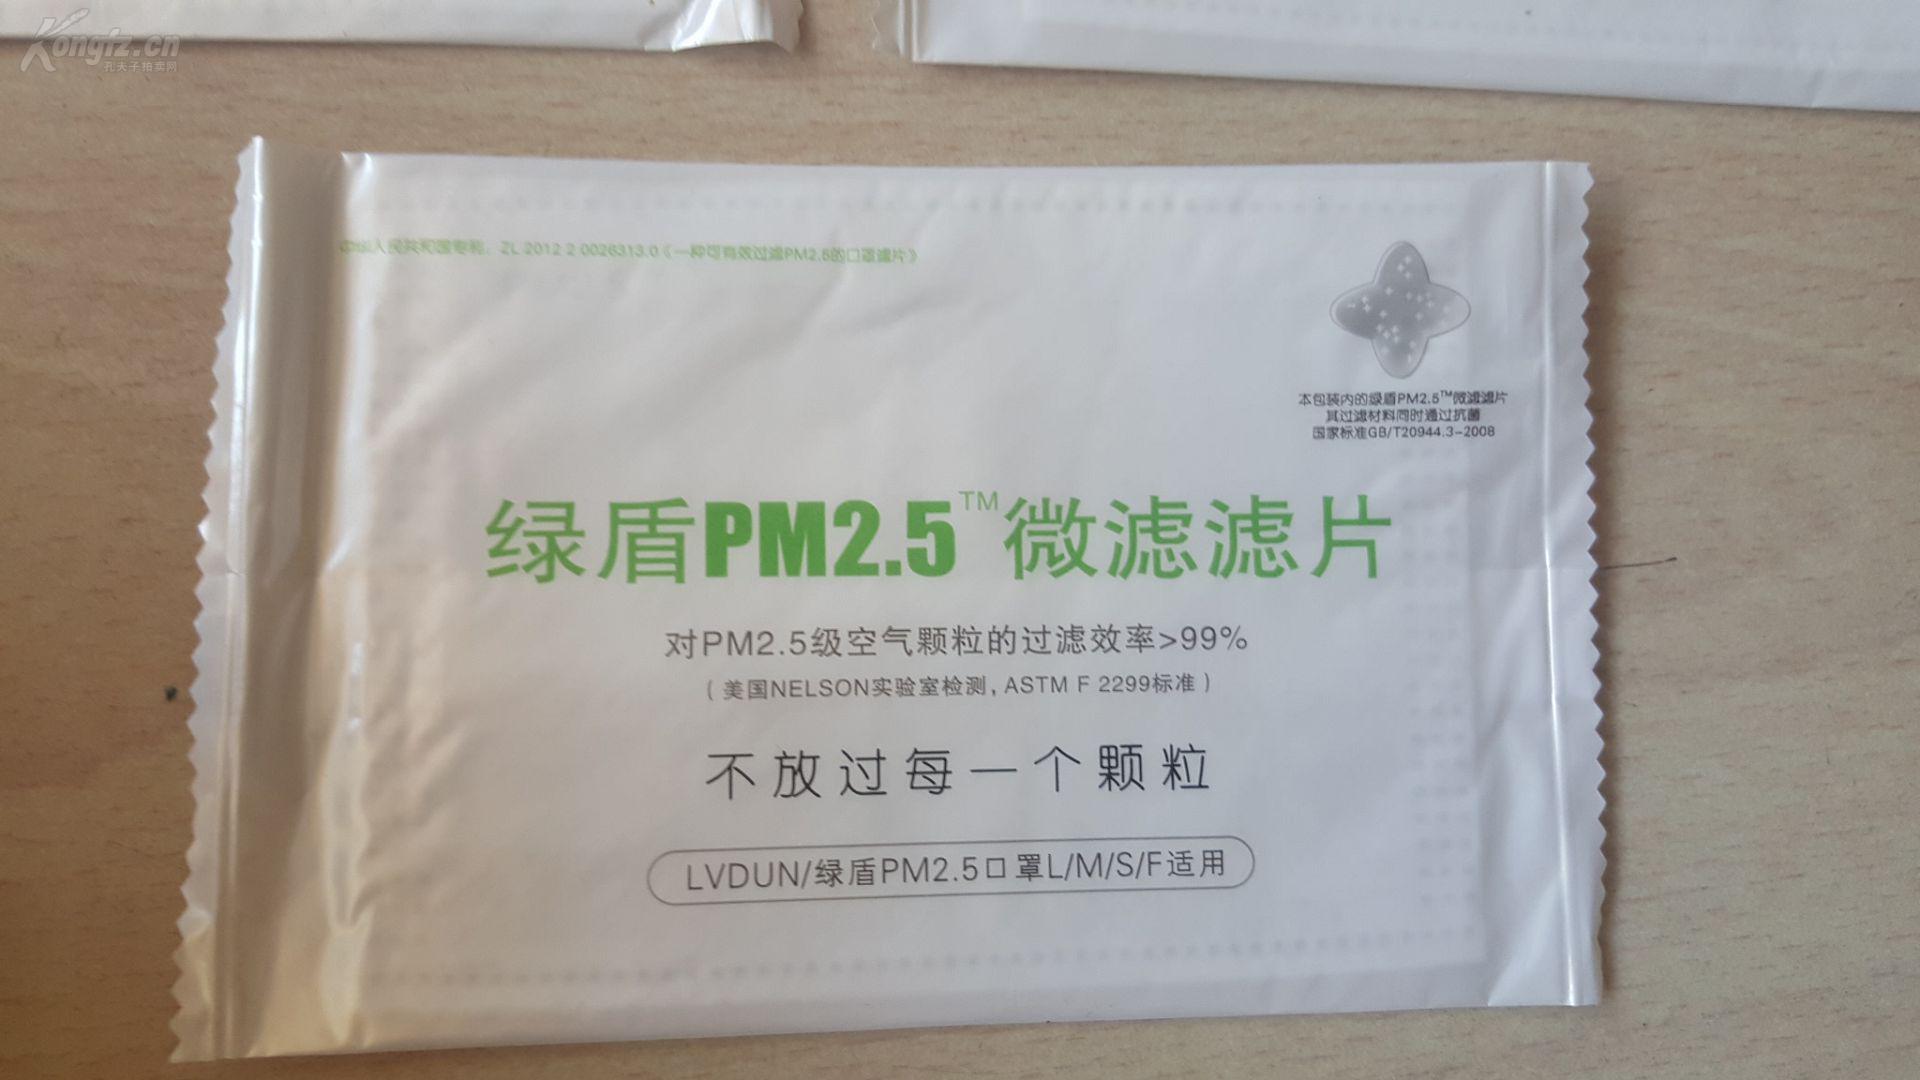 Kongfz.cn
孔夫子拍卖网
中华人民共和国专利:ZL 2012 2 0026313.0《一种可有效过滤PM2.5的口罩滤片》
本包装内的绿盾PM2.5™微滤滤片
其过滤材料同时通过抗菌
国家标准GB/T20944.3-2008
绿盾PM2.5™微滤滤片
对PM2.5级空气颗粒的过滤效率>99%
(美国NELSON实验室检测, ASTM F 2299标准)
不放过每一个颗粒
LVDUN/绿盾PM2.5口罩L/M/S/F适用